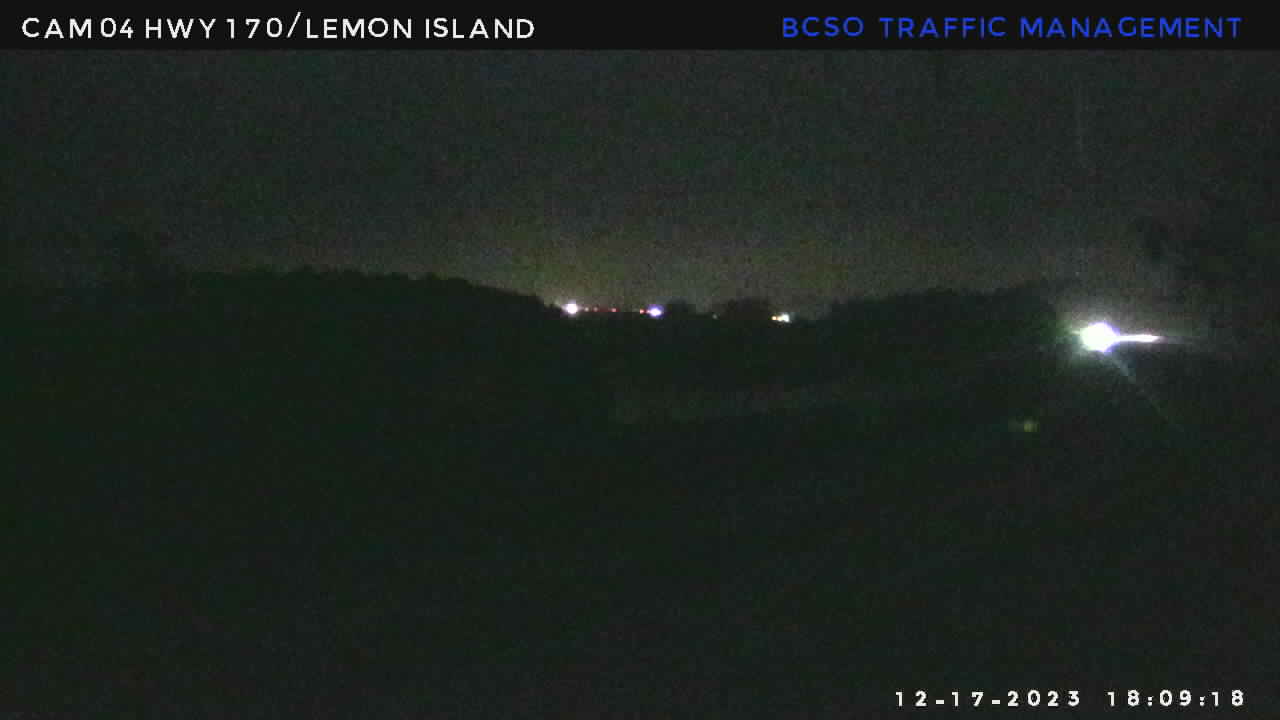 CAM04 HWY 170/LEMON ISLAND
BCSO TRAFFIC MANAGEMENT
12-17-2023 18:09:18